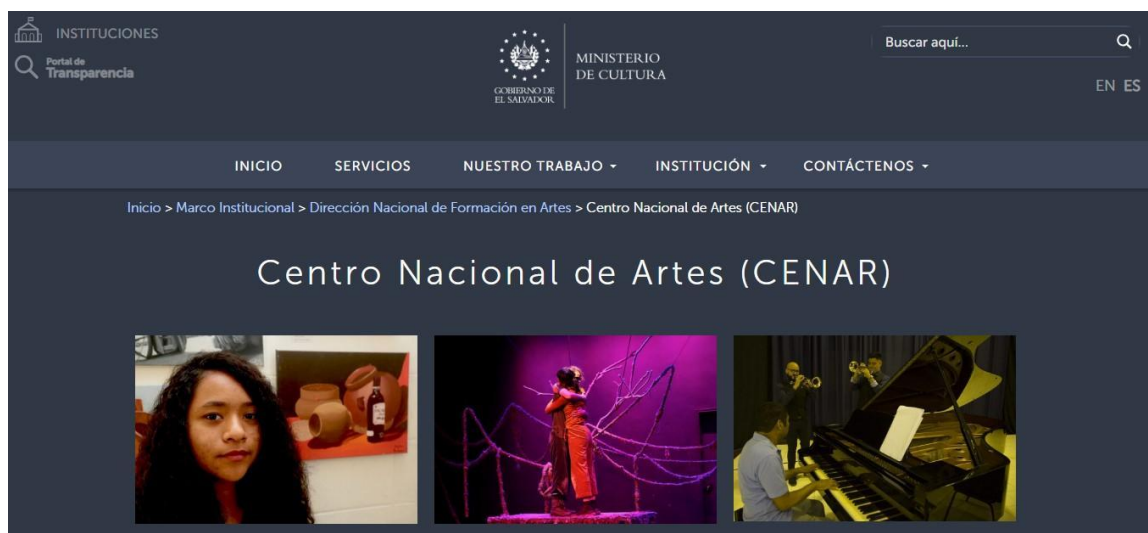 INSTITUCIONES
Portal de
Transparencia
GOBIERNO DE
EL SALVADOR
MINISTERIO
DE CULTURA
Buscar aquí...
EN ES
INICIO SERVICIOS NUESTRO TRABAJO INSTITUCIÓN CONTÁCTENOS
Inicio > Marco Institucional > Dirección Nacional de Formación en Artes > Centro Nacional de Artes (CENAR)
Centro Nacional de Artes (CENAR)